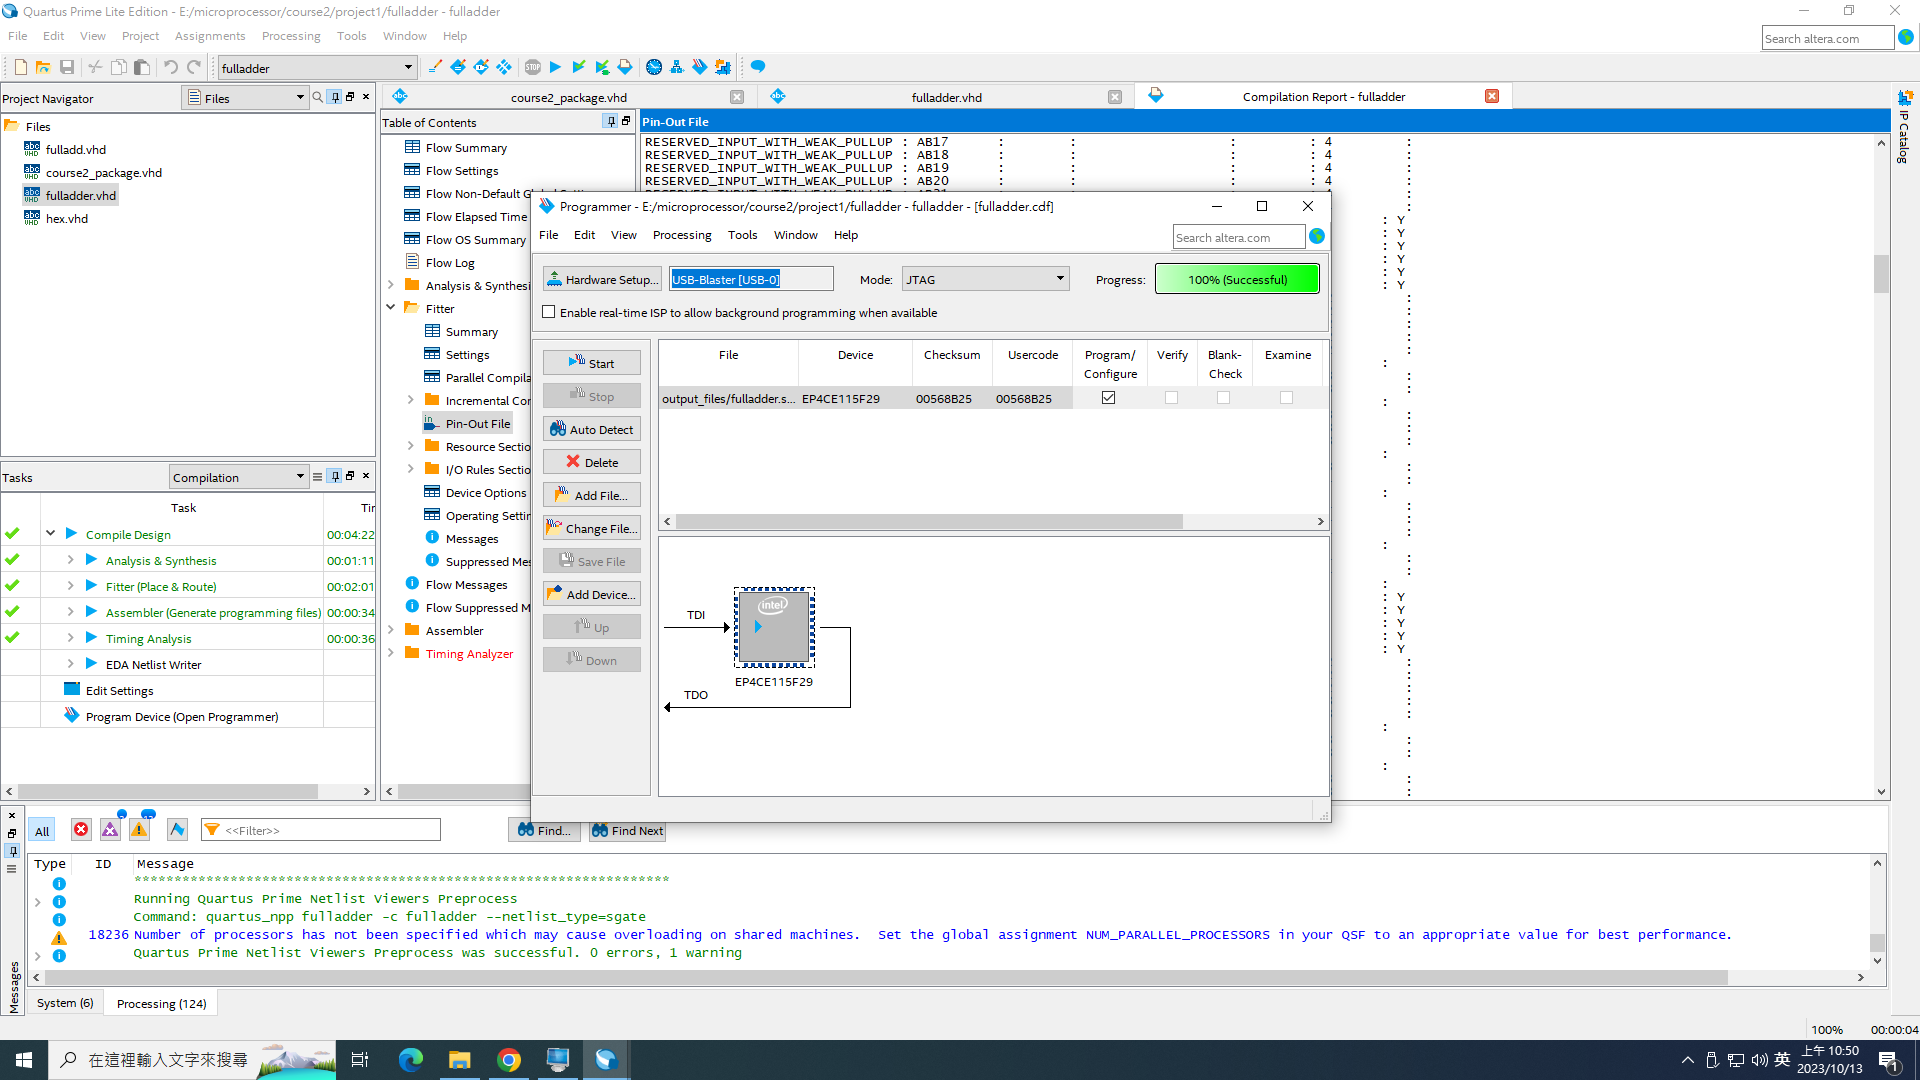 Quartus Prime Lite Edition - E:/microprocessor/course2/project1/fulladder - fulladder
File Edit View Project Assignments Processing Tools Window Help
Search altera.com
fulladder
Project Navigator Files
course2_package.vhd fulladder.vhd Compilation Report - fulladder
Files
fulladd.vhd
course2_package.vhd
fulladder.vhd
hex.vhd
Table of Contents
Flow Summary
Flow Settings
Flow Non-Default Gl
Flow Elapsed Time
Flow OS Summary
Flow Log
Analysis & Synthesi
Fitter
Summary
Settings
Parallel Compila
Incremental Cor
Pin-Out File
Resource Sectio
I/O Rules Sectio
Device Options
Operating Settin
Messages
Suppressed Mes
Flow Messages
Flow Suppressed M
Assembler
Timing Analyzer
Pin-Out File
RESERVED_INPUT_WITH_WEAK_PULLUP : AB17 : : : : 4 :
RESERVED_INPUT_WITH_WEAK_PULLUP : AB18 : : : : 4 :
RESERVED_INPUT_WITH_WEAK_PULLUP : AB19 : : : : 4 :
RESERVED_INPUT_WITH_WEAK_PULLUP : AB20 : : : : 4 :
: Y
: Y
: Y
: Y
: Y
: Y
Y
Y
Y
Y
Y
IP Catalog
Programmer - E:/microprocessor/course2/project1/fulladder - fulladder - [fulladder.cdf]
File Edit View Processing Tools Window Help
Search altera.com
Hardware Setup... USB-Blaster [USB-0] Mode: JTAG Progress: 100% (Successful)
Enable real-time ISP to allow background programming when available
Start
Stop
Auto Detect
Delete
Add File...
Change File...
Save File
Add Device...
Up
Down
File Device Checksum Usercode Program/ Configure Verify Blank- Check Examine
output_files/fulladder.s... EP4CE115F29 00568B25 00568B25
TDI
intel
EP4CE115F29
TDO
Tasks Compilation
Task Tir
Compile Design 00:04:22
Analysis & Synthesis 00:01:11
Fitter (Place & Route) 00:02:01
Assembler (Generate programming files) 00:00:34
Timing Analysis 00:00:36
EDA Netlist Writer
Edit Settings
Program Device (Open Programmer)
All <<Filter>> Find... Find Next
Type ID Message
*******************************************************************
Running Quartus Prime Netlist Viewers Preprocess
Command: quartus_npp fulladder -c fulladder --netlist_type=sgate
18236 Number of processors has not been specified which may cause overloading on shared machines. Set the global assignment NUM_PARALLEL_PROCESSORS in your QSF to an appropriate value for best performance.
Quartus Prime Netlist Viewers Preprocess was successful. 0 errors, 1 warning
Messages
System (6) Processing (124)
100% 00:00:04
在這裡輸入文字來搜尋
英 上午 10:50
2023/10/13
1